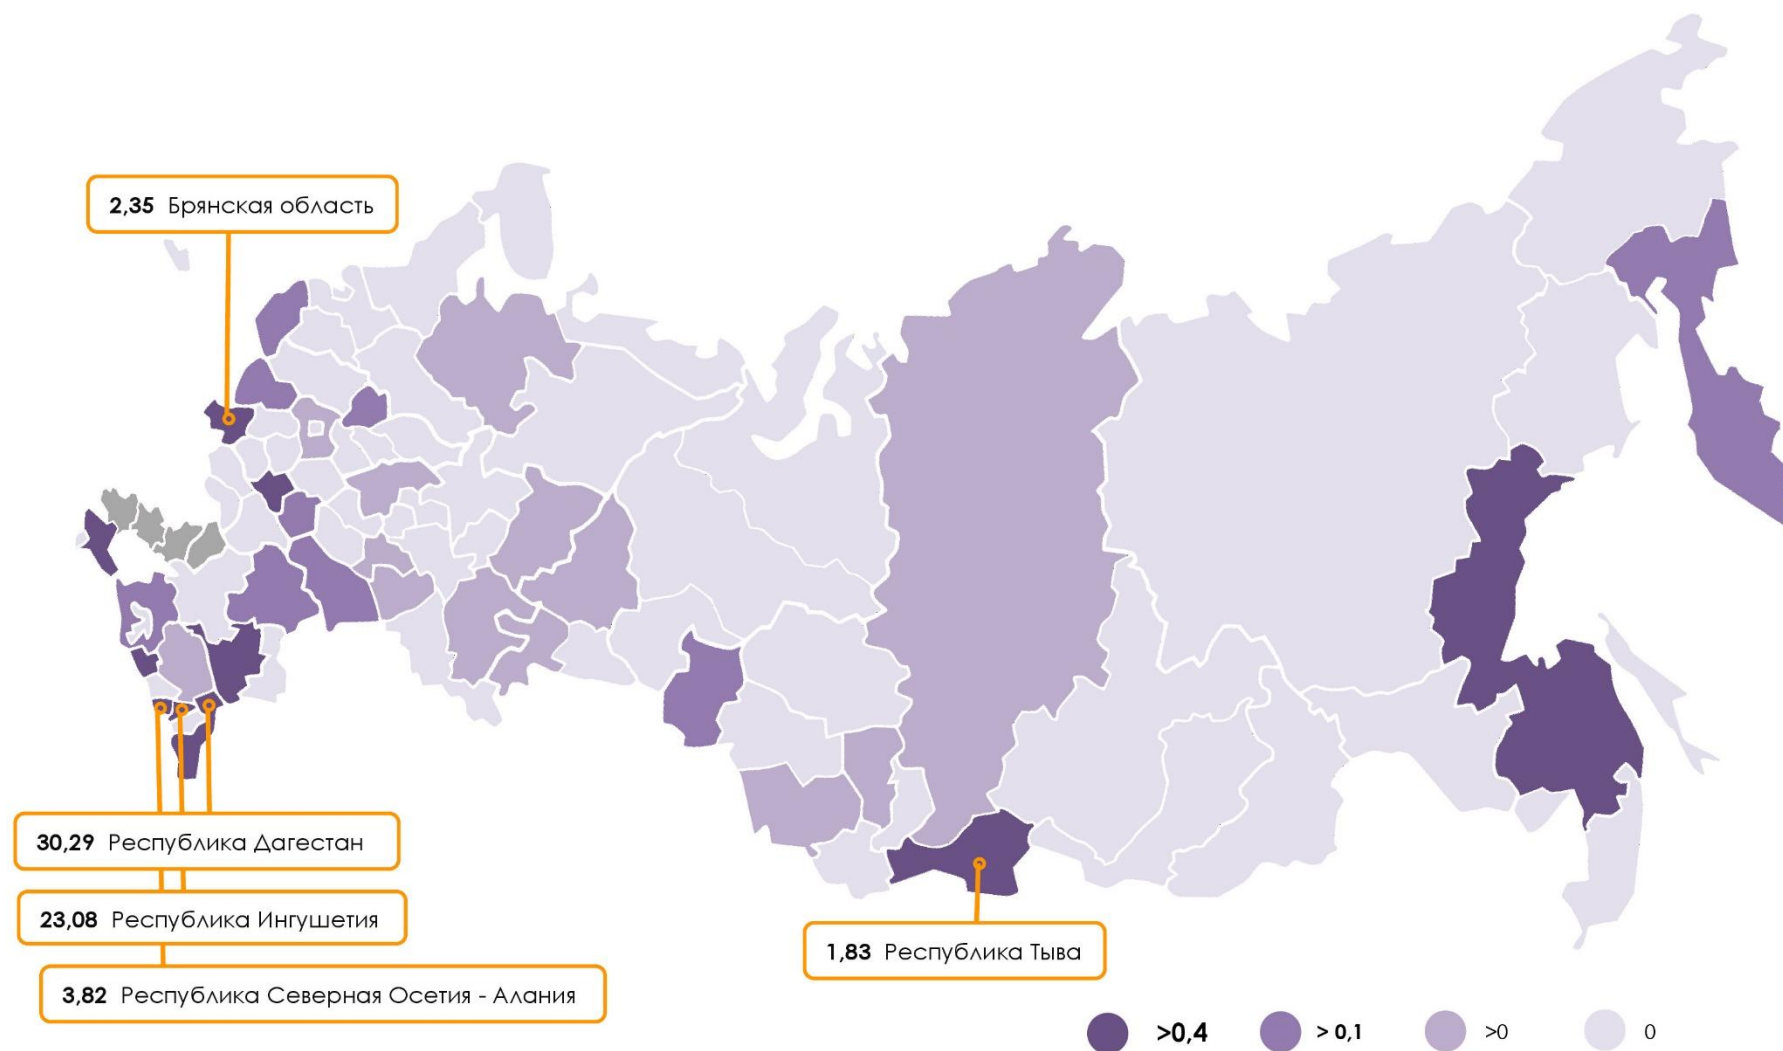 2,35 Брянская область
30,29 Республика Дагестан
23,08 Республика Ингушетия
3,82 Республика Северная Осетия - Алания
1,83 Республика Тыва
>0,4 > 0,1 >0 0